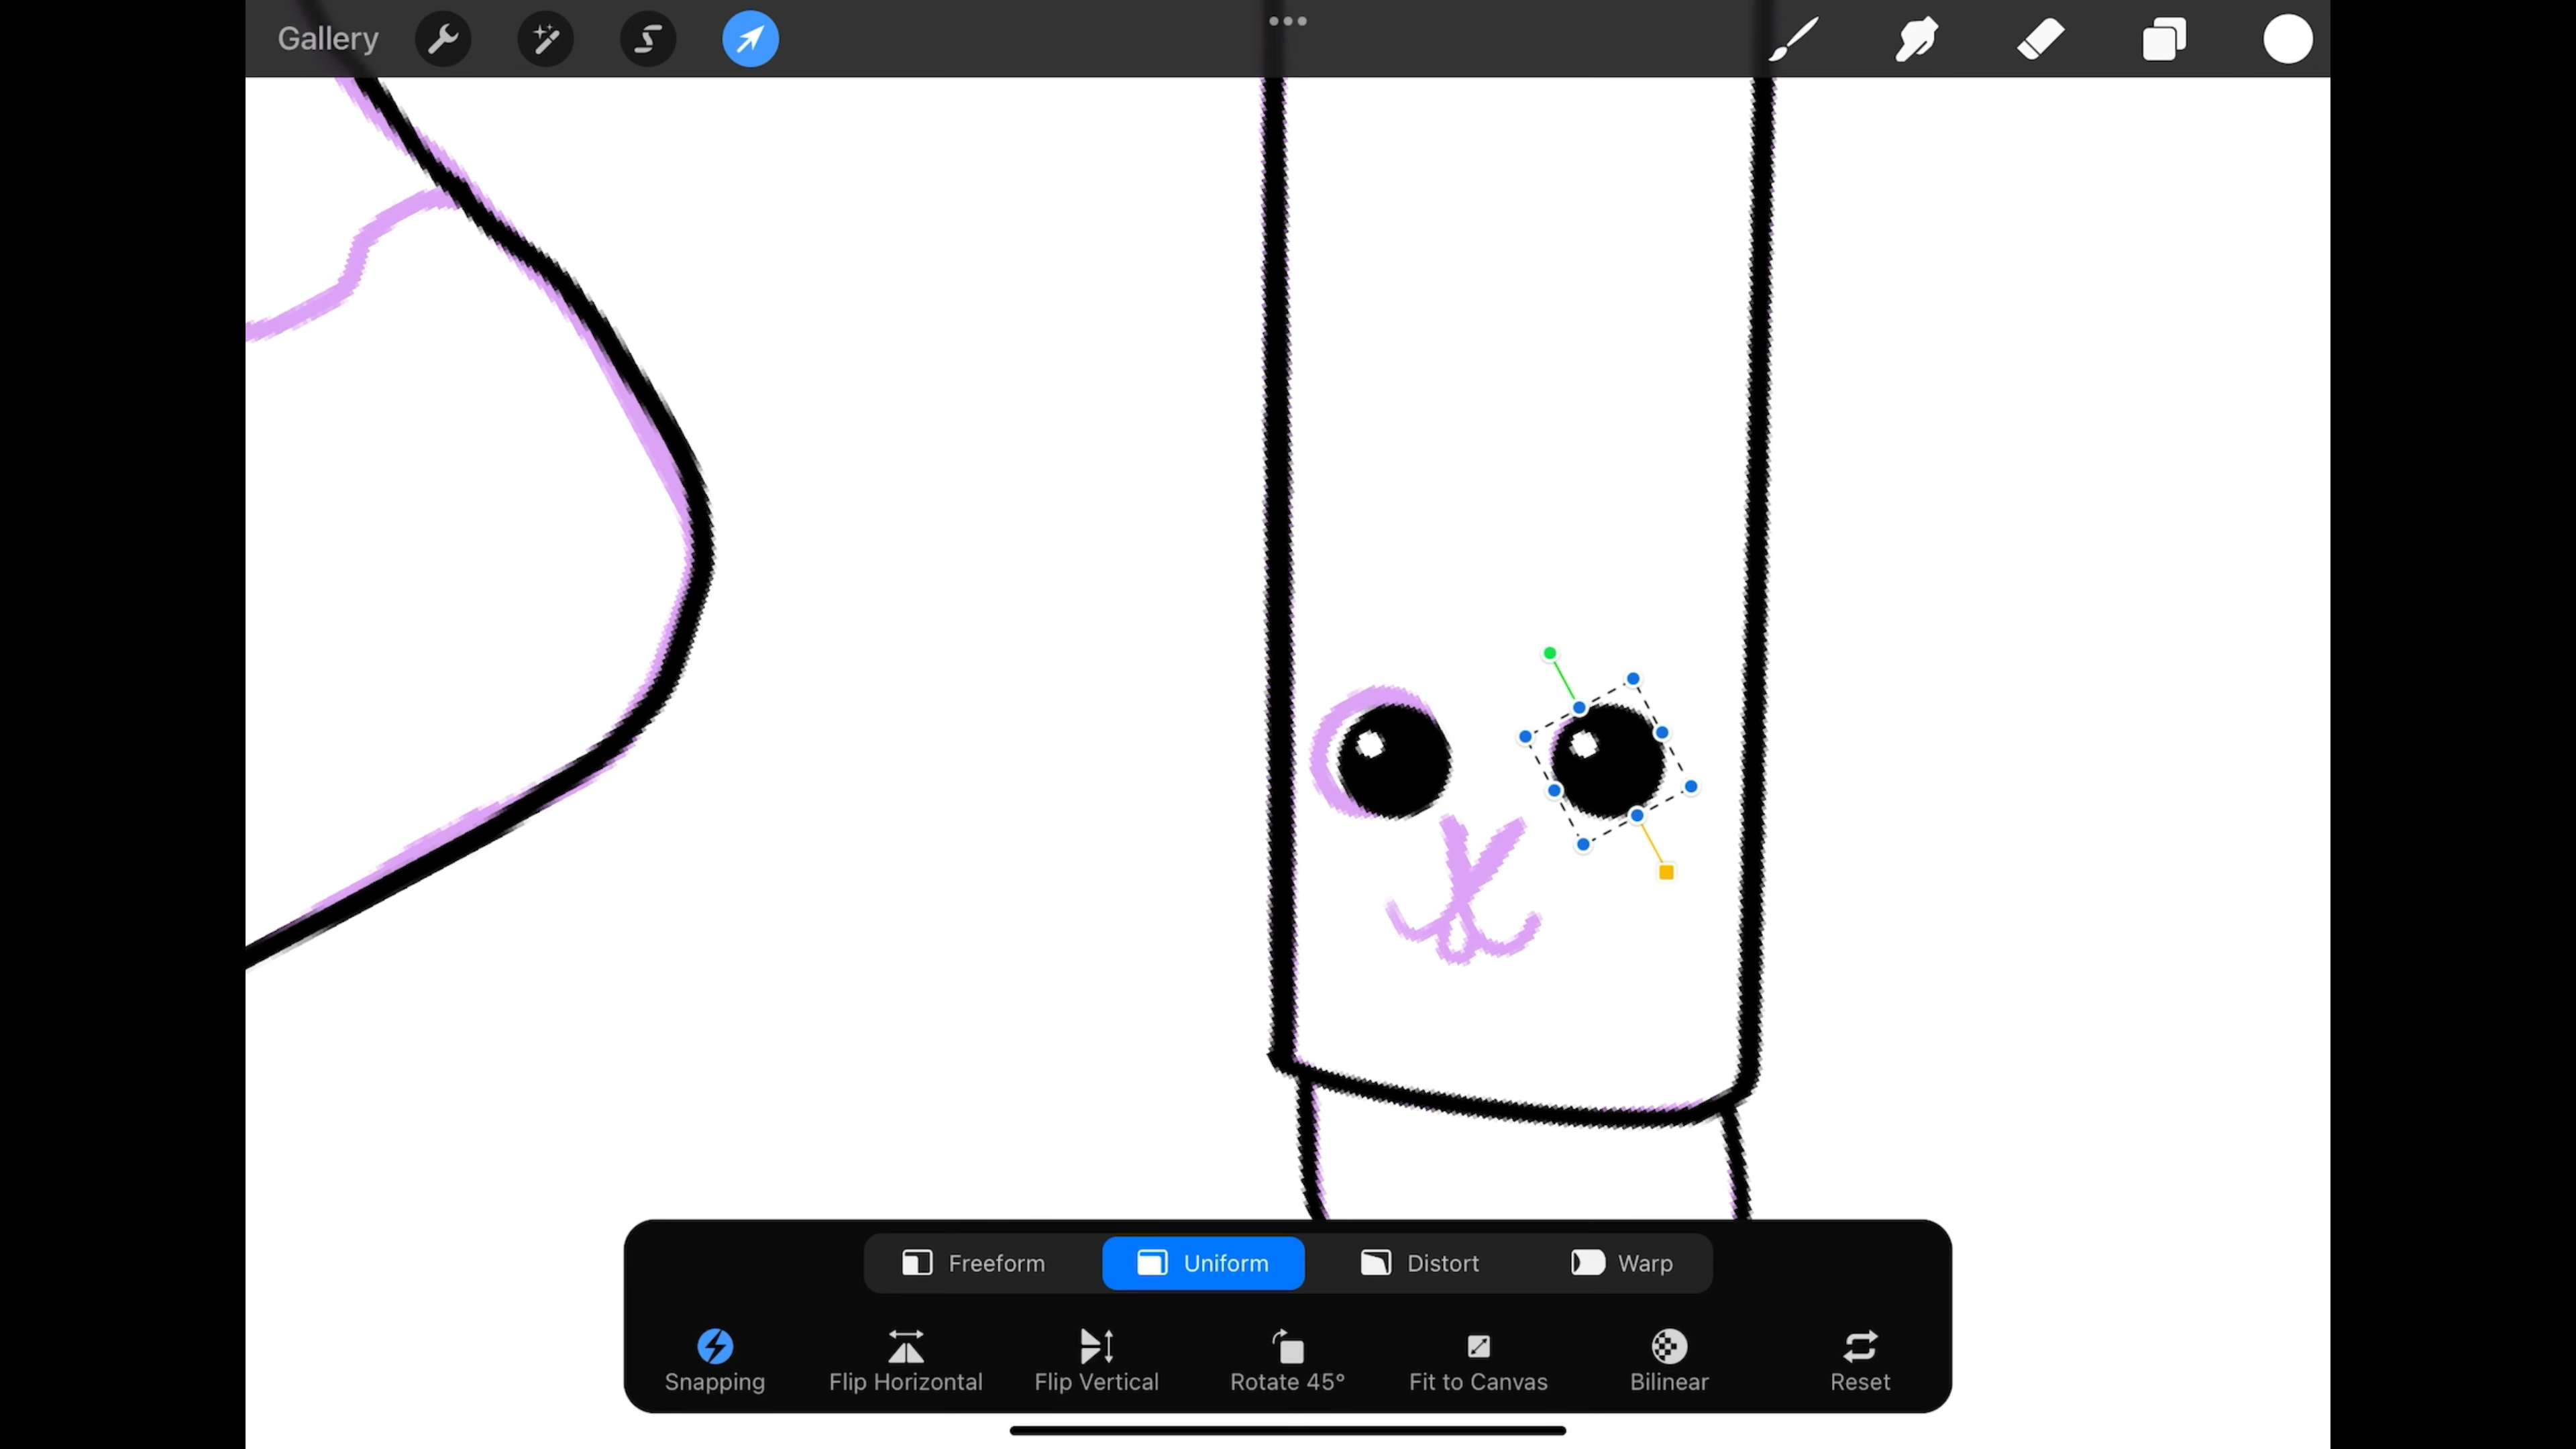 Gallery
Freeform Uniform Distort Warp
Snapping Flip Horizontal Flip Vertical Rotate 45° Fit to Canvas Bilinear Reset